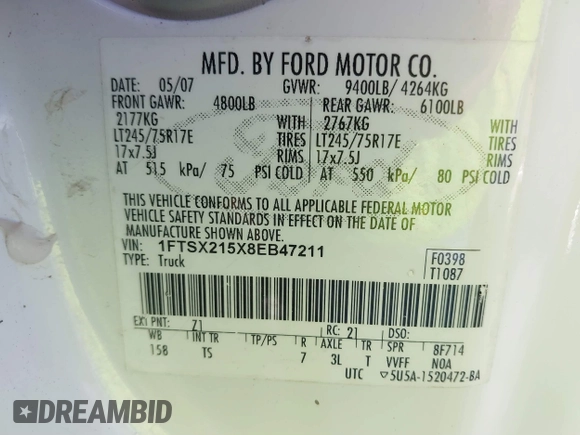 MFD. BY FORD MOTOR CO.
DATE: 05/07 GVWR: 9400LB/ 4264KG
FRONT GAWR: 4800LB REAR GAWR: 6100LB
2177KG WITH 2767KG WITH
LT245/75R17E TIRES LT245/75R17E TIRES
17x7.5J RIMS 17x7.5J RIMS
AT 515 kPa/ 75 PSI COLD AT 550 kPa/ 80 PSI COLD
Ford
THIS VEHICLE CONFORMS TO ALL APPLICABLE FEDERAL MOTOR
VEHICLE SAFETY STANDARDS IN EFFECT ON THE DATE OF
MANUFACTURE SHOWN ABOVE.
VIN: 1FTSX215X8EB47211 F0398
TYPE: Truck T1087
EXT PNT: Z1 RC: 21 DSO:
WB INT TR TP/PS R AXLE TR SPR 8F714
158 TS 7 3L T VVFF NOA
UTC ▽5U5A-1520472-BA
DREAMBID